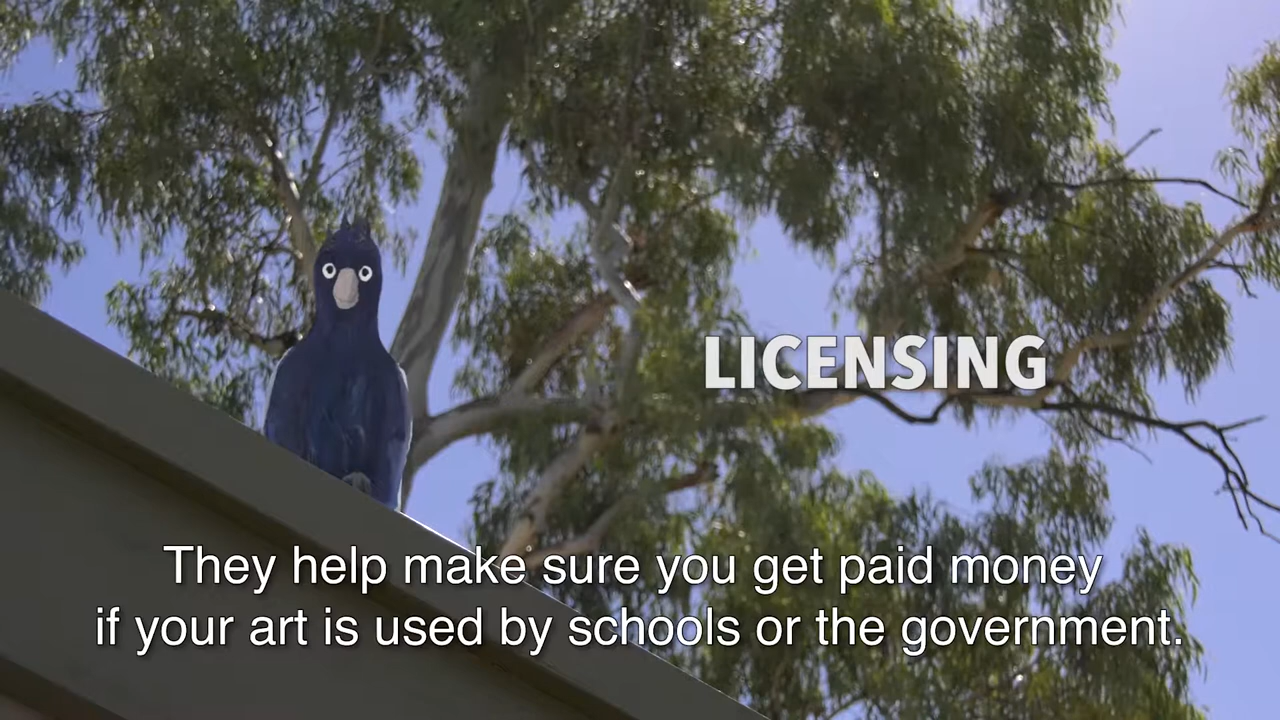 LICENSING
They help make sure you get paid money
if your art is used by schools or the government.